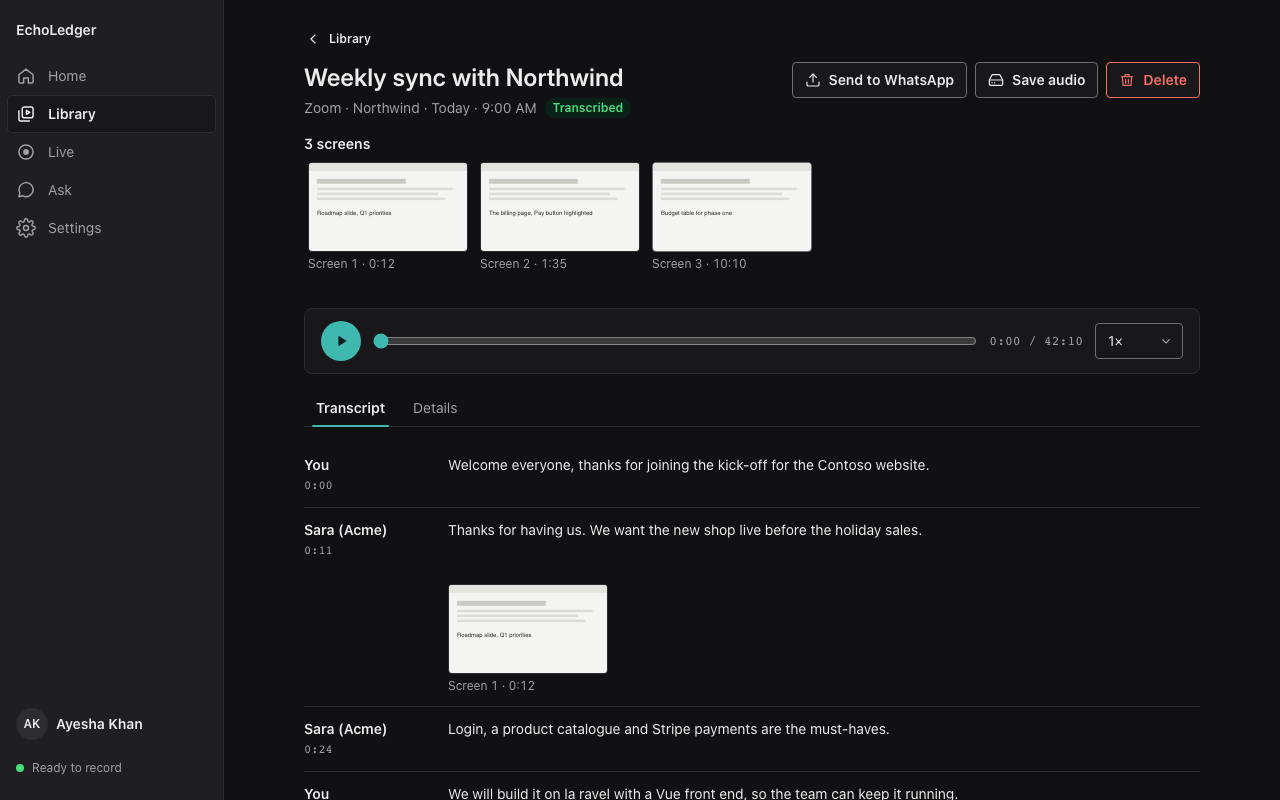 EchoLedger
Home
Library
Live
Ask
Settings
AK Ayesha Khan
Ready to record
Library
Weekly sync with Northwind
Zoom · Northwind · Today · 9:00 AM Transcribed
Send to WhatsApp
Save audio
Delete
3 screens
Roadmap slide, Q1 priorities
Screen 1 · 0:12
The billing page, Pay button highlighted
Screen 2 · 1:35
Budget table for phase one
Screen 3 · 10:10
0:00 / 42:10
1x
Transcript
Details
You
0:00
Welcome everyone, thanks for joining the kick-off for the Contoso website.
Sara (Acme)
0:11
Thanks for having us. We want the new shop live before the holiday sales.
Roadmap slide, Q1 priorities
Screen 1 · 0:12
Sara (Acme)
0:24
Login, a product catalogue and Stripe payments are the must-haves.
You
We will build it on la ravel with a Vue front end, so the team can keep it running.